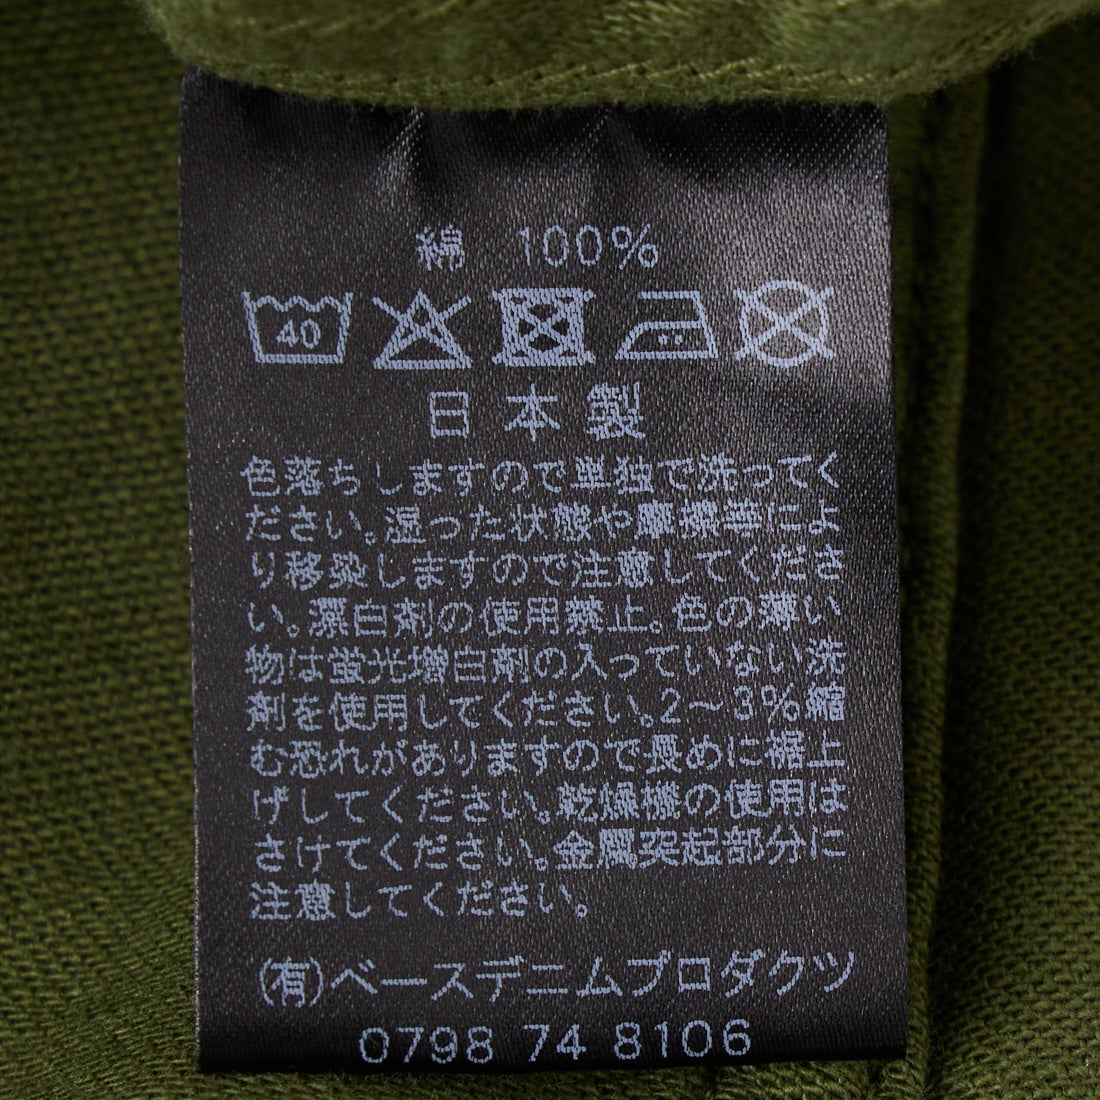 綿 100%
40
日本製
色落ちしますので単独で洗ってく
ださい。湿った状態や摩擦等によ
り移染しますので注意してくださ
い。漂白剤の使用禁止。色の薄い
物は蛍光増白剤の入っていない洗
剤を使用してください。2～3%縮
む恐れがありますので長めに裾上
げしてください。乾燥機の使用は
さけてください。金属突起部分に
注意してください。
(有)ベースデニムプロダクツ
0798 74 8106